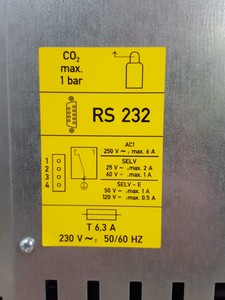 CO₂
max.
1 bar
RS 232
AC1
250 V ~, max. 6 A
SELV
25 V ~ max. 2 A
60 V - max. 1 A
SELV - E
50 V ~ max. 1 A
120 V - max. 0.5 A
1
2
3
4
T 6.3 A
230 V ~; 50/60 HZ